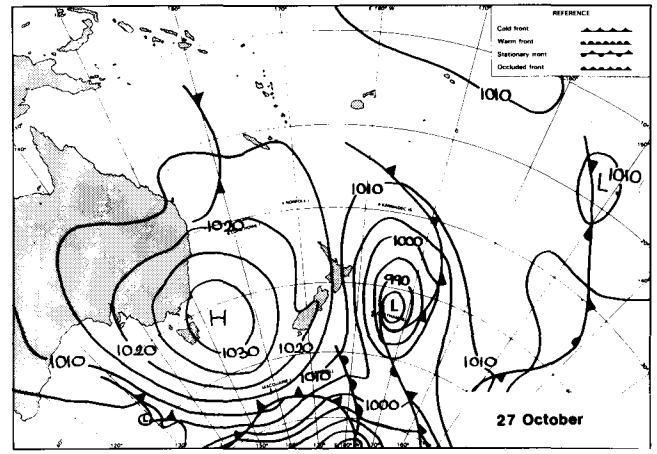 REFERENCE
Cold front
Warm front
Stationary front
Occluded front
1010
1010
L
1010
1020
1000
990
L
H
1030
1020
1020
1010
1010
1010
1000
L
27 October